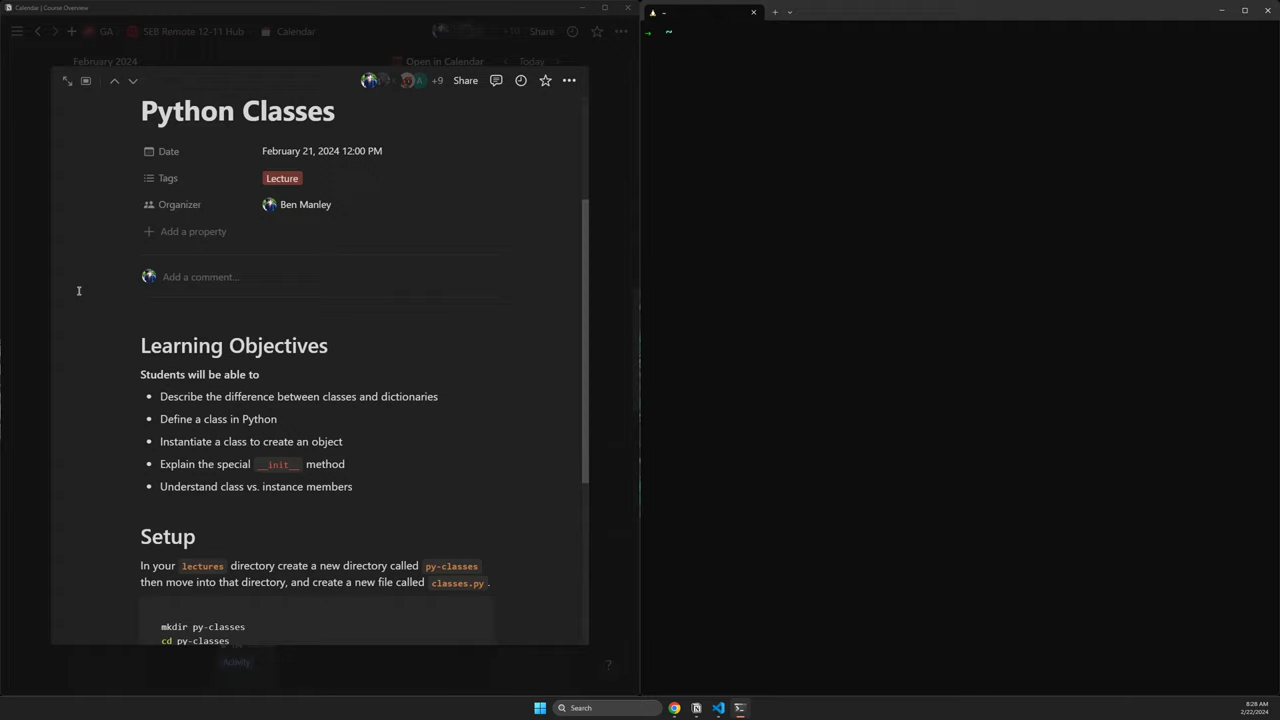 Calendar | Course Overview
GA
SEB Remote 12-11 Hub
Calendar
+10
Share
February 2024
Open in Calendar
Today
+9
Share
Python Classes
Date
February 21, 2024 12:00 PM
Tags
Lecture
Organizer
Ben Manley
Add a property
Add a comment...
Learning Objectives
Students will be able to
• Describe the difference between classes and dictionaries
• Define a class in Python
• Instantiate a class to create an object
• Explain the special __init__ method
• Understand class vs. instance members
Setup
In your lectures directory create a new directory called py-classes
then move into that directory, and create a new file called classes.py.
mkdir py-classes
cd py-classes
Activity
?
~
→ ~
Search
8:28 AM
2/22/2024